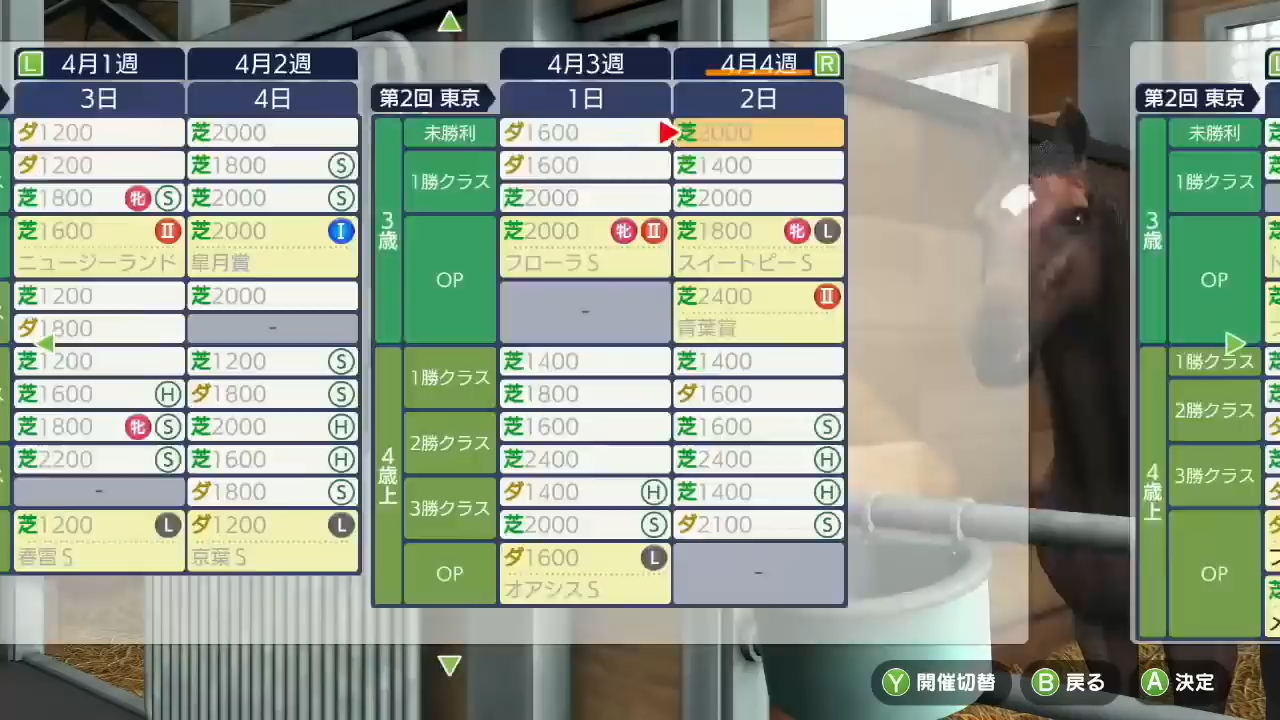 L 4月1週 4月2週 4月3週 4月4週 R
3日 4日 第2回 東京 1日 2日 第2回 東京
ダ1200 芝2000 未勝利 ダ1600 芝 未勝利
ダ1200 芝1800 S 1勝クラス ダ1600 芝1400 1勝クラス
芝1800 牝 S 芝2000 S 芝2000 芝2000
3歳 3歳
芝1600 II 芝2000 I 芝2000 牝 II 芝1800 牝 L
ニュージーランド 皐月賞 フローラS スイートピーS
OP OP
芝1200 芝2000 - 芝2400 II
ダ1800 - 青葉賞
芝1200 芝1200 S 1勝クラス 芝1400 芝1400 1勝クラス
芝1600 H ダ1800 S 芝1800 ダ1600 2勝クラス
芝1800 牝 S 芝2000 H 2勝クラス 芝1600 芝1600 S
芝2200 S 芝1600 H 芝2400 芝2400 H
4歳上 4歳上
- ダ1800 S 3勝クラス ダ1400 H 芝1400 H 3勝クラス
芝1200 L ダ1200 L 芝2000 S ダ2100 S
春雷S 京葉S
OP ダ1600 L - OP
オアシスS
Y 開催切替 B 戻る A 決定